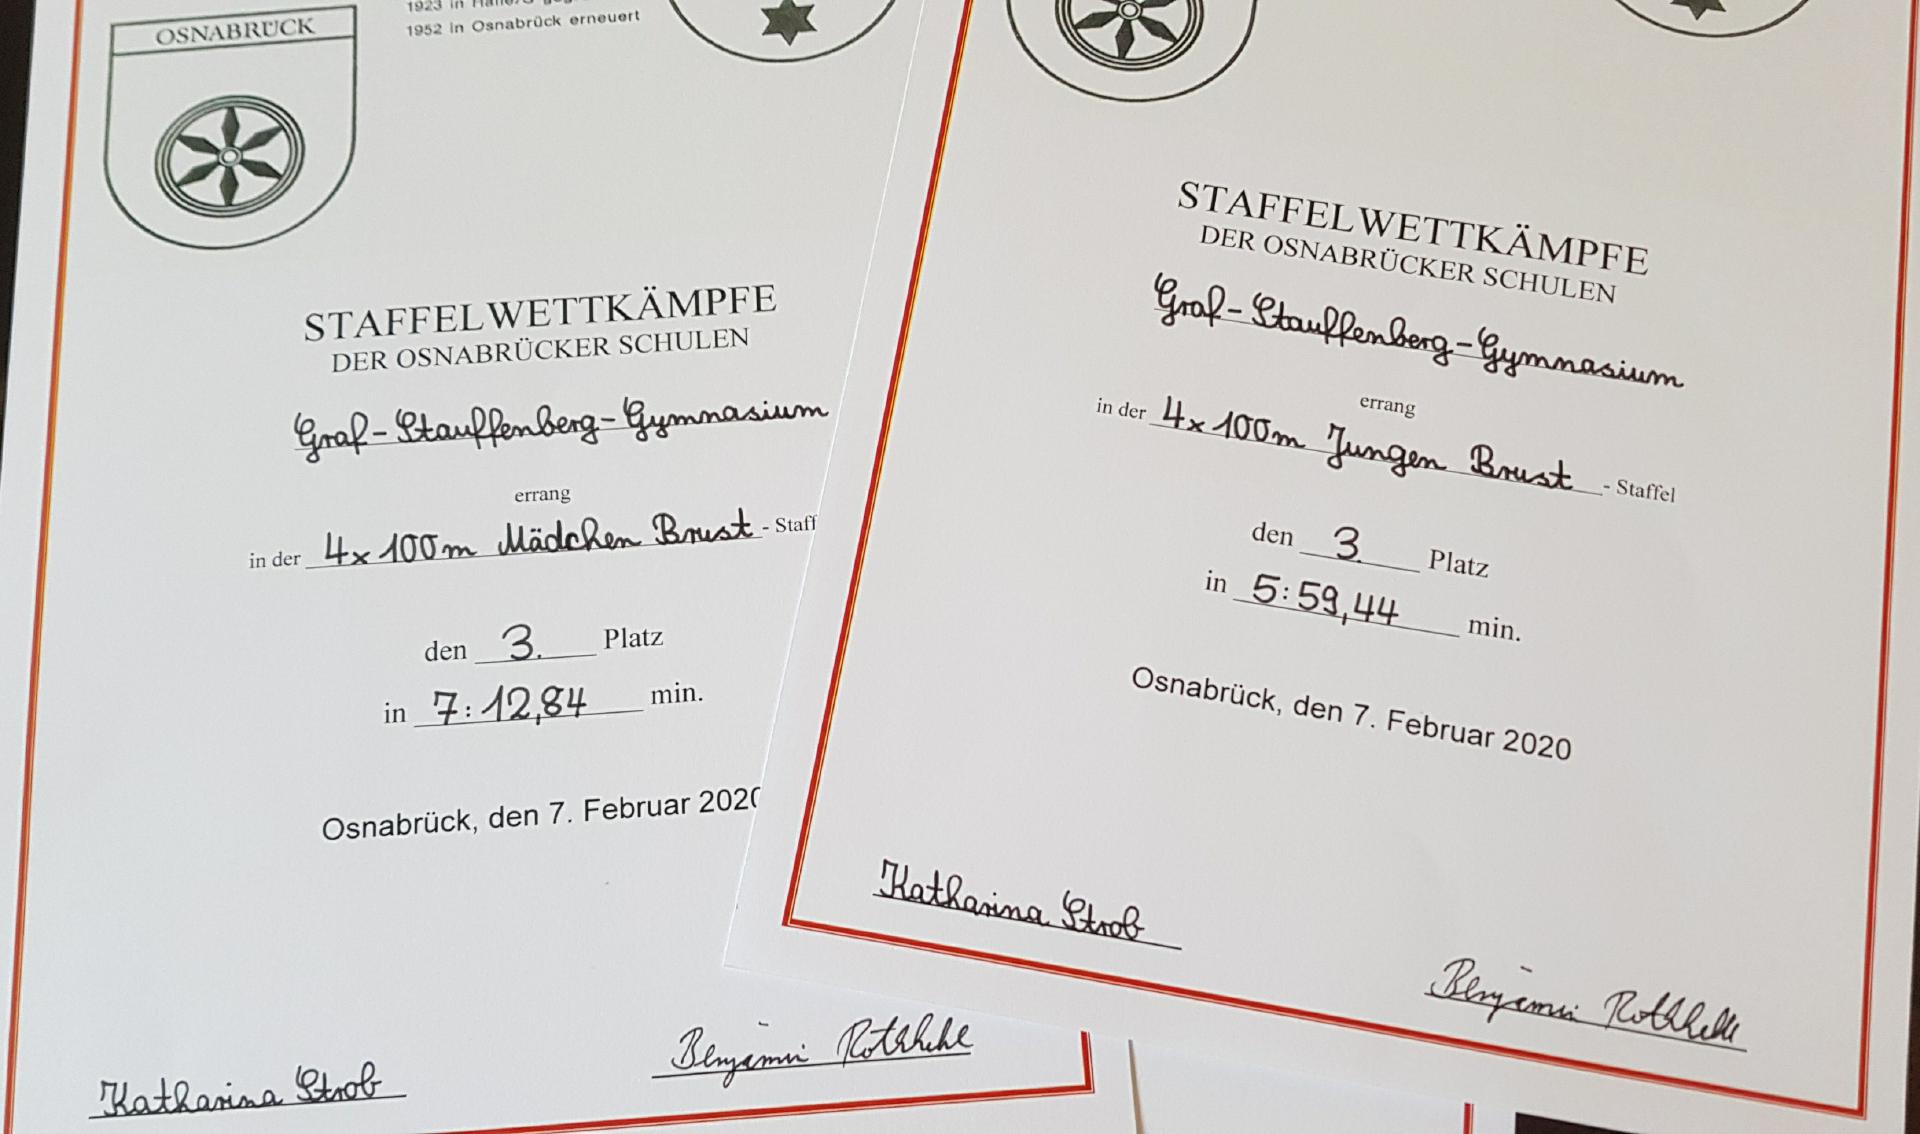 OSNABRÜCK
1923 in
1952 in Osnabrück erneuert
STAFFELWETTKÄMPFE
DER OSNABRÜCKER SCHULEN
Graf-Stauffenberg-Gymnasium
errang
in der 4x100m Mädchen Brust - Staff
den 3. Platz
in 7:12,84 min.
Osnabrück, den 7. Februar 2020
Katharina Strob
Benjamin
STAFFELWETTKÄMPFE
DER OSNABRÜCKER SCHULEN
Graf-Stauffenberg-Gymnasium
errang
in der 4x100m Jungen Brust - Staffel
den 3. Platz
in 5:59,44 min.
Osnabrück, den 7. Februar 2020
Katharina Strob
Benjamin